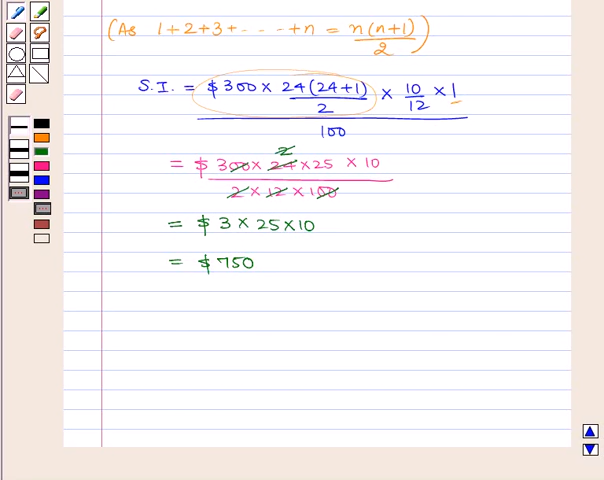 (As 1+2+3+-----+n = n(n+1)/2)
S.I. = $300 × 24(24+1)/2 × 10/12 × 1
100
= $ 300 × 24 × 25 × 10
2
2 × 12 × 100
= $ 3 × 25 × 10
= $750